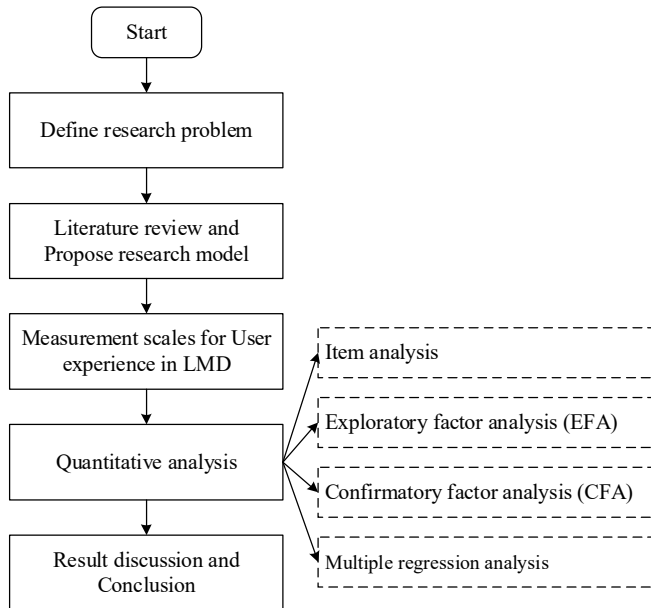 Start
Define research problem
Literature review and
Propose research model
Measurement scales for User
experience in LMD
Item analysis
Exploratory factor analysis (EFA)
Quantitative analysis
Confirmatory factor analysis (CFA)
Multiple regression analysis
Result discussion and
Conclusion